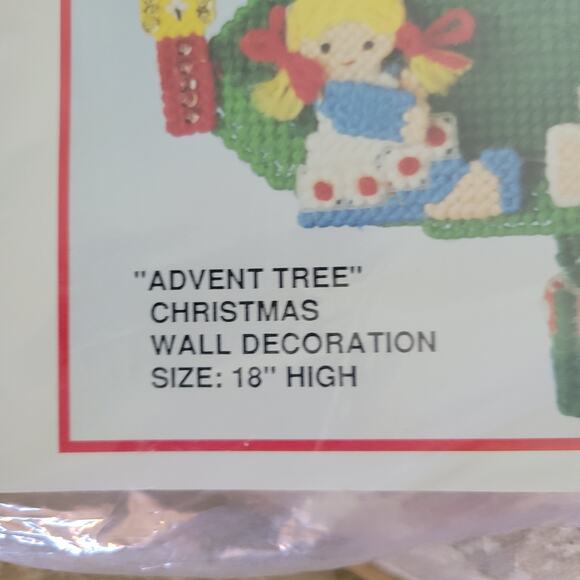 "ADVENT TREE"
CHRISTMAS
WALL DECORATION
SIZE: 18" HIGH